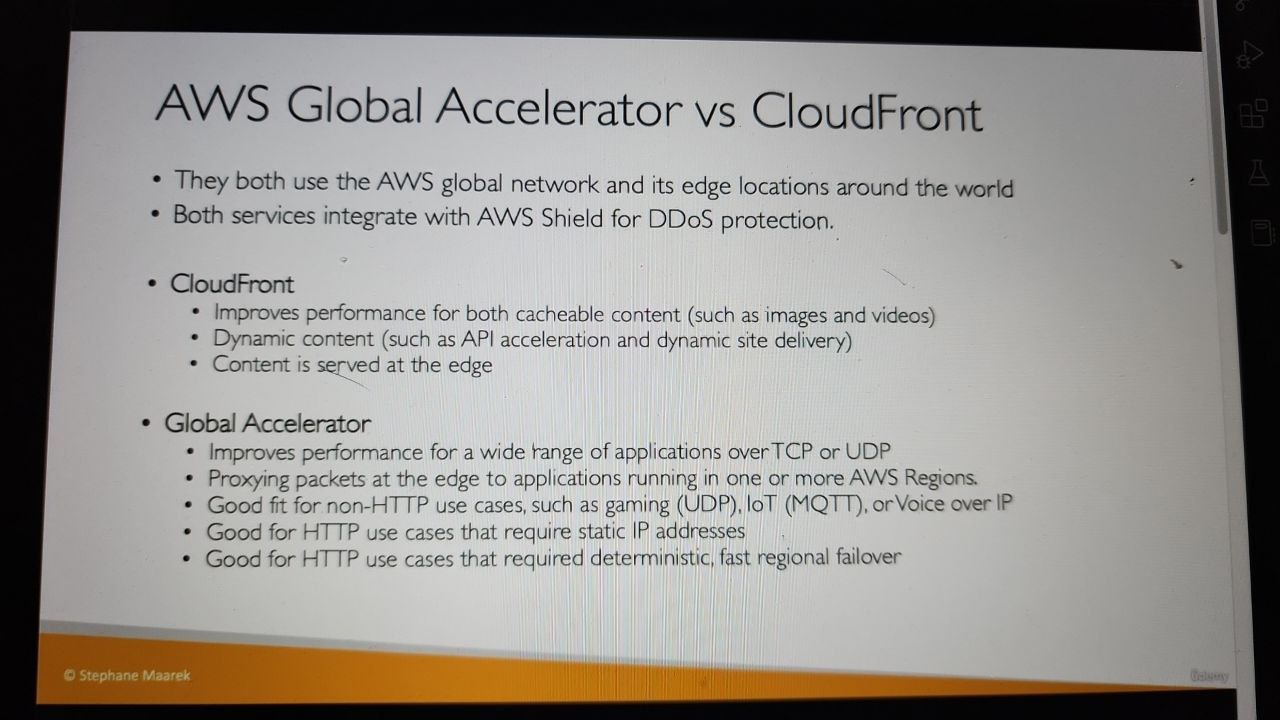 AWS Global Accelerator vs CloudFront
• They both use the AWS global network and its edge locations around the world
• Both services integrate with AWS Shield for DDoS protection.
• CloudFront
• Improves performance for both cacheable content (such as images and videos)
• Dynamic content (such as API acceleration and dynamic site delivery)
• Content is served at the edge
• Global Accelerator
• Improves performance for a wide range of applications over TCP or UDP
• Proxying packets at the edge to applications running in one or more AWS Regions.
• Good fit for non-HTTP use cases, such as gaming (UDP), IoT (MQTT), or Voice over IP
• Good for HTTP use cases that require static IP addresses
• Good for HTTP use cases that required deterministic, fast regional failover
© Stephane Maarek
Udemy